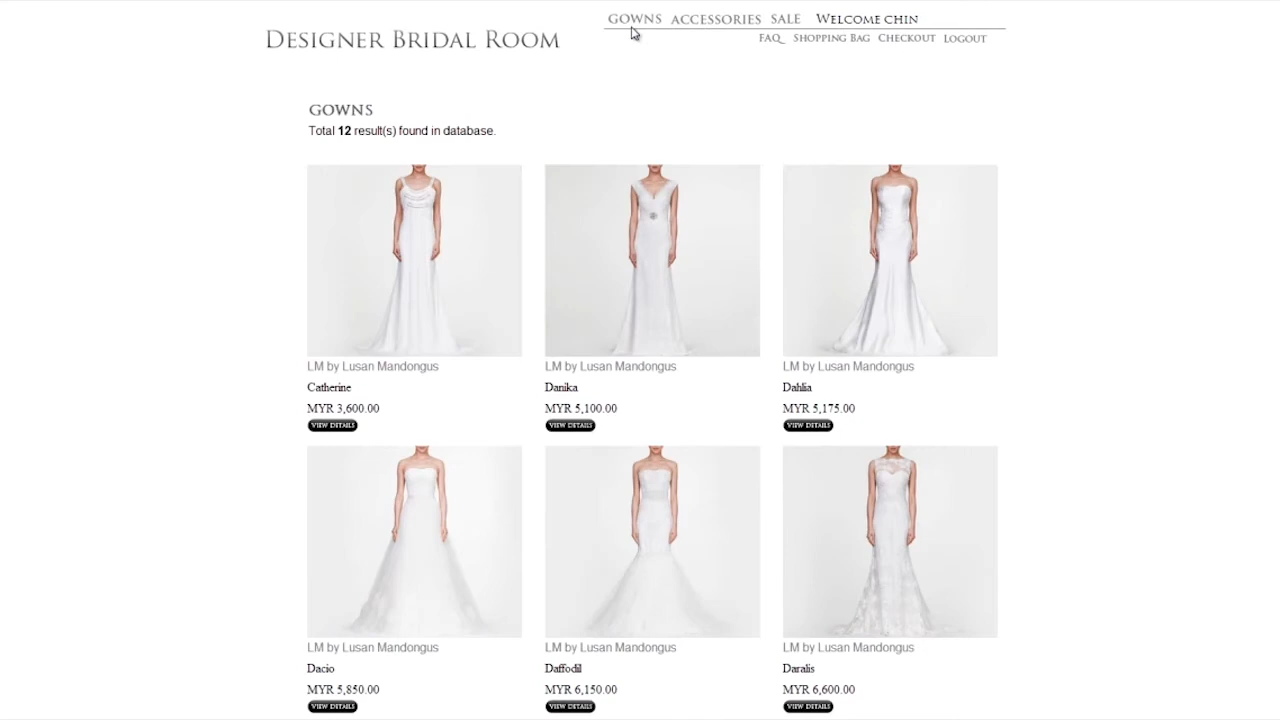 GOWNS ACCESSORIES SALE WELCOME CHIN
DESIGNER BRIDAL ROOM
FAQ SHOPPING BAG CHECKOUT LOGOUT
GOWNS
Total 12 result(s) found in database.
LM by Lusan Mandongus LM by Lusan Mandongus LM by Lusan Mandongus
Catherine Danika Dahlia
MYR 3,600.00 MYR 5,100.00 MYR 5,175.00
VIEW DETAILS VIEW DETAILS VIEW DETAILS
LM by Lusan Mandongus LM by Lusan Mandongus LM by Lusan Mandongus
Dacio Daffodil Daralis
MYR 5,850.00 MYR 6,150.00 MYR 6,600.00
VIEW DETAILS VIEW DETAILS VIEW DETAILS